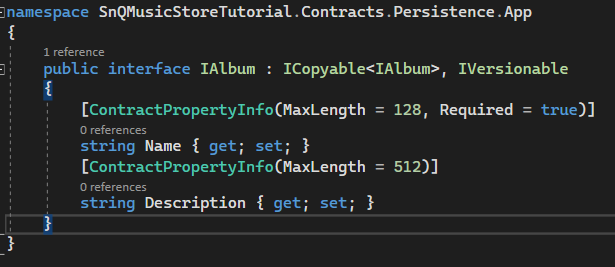 namespace SnQMusicStoreTutorial.Contracts.Persistence.App
{
1 reference
public interface IAlbum : ICopyable<IAlbum>, IVersionable
{
[ContractPropertyInfo(MaxLength = 128, Required = true)]
0 references
string Name { get; set; }
[ContractPropertyInfo(MaxLength = 512)]
0 references
string Description { get; set; }
}
}